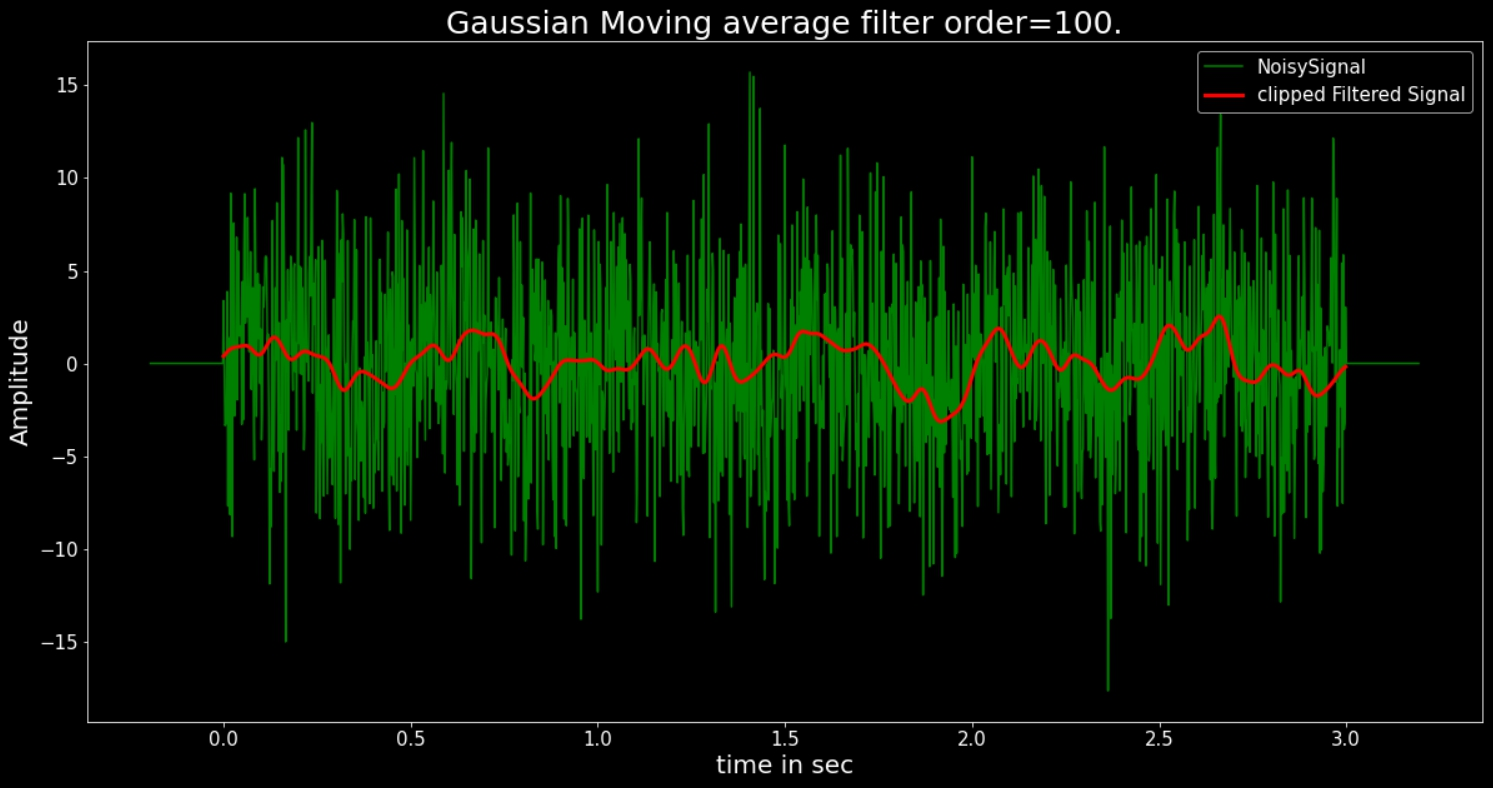 Gaussian Moving average filter order=100.
NoisySignal
clipped Filtered Signal
15
10
5
0
−5
−10
−15
Amplitude
0.0 0.5 1.0 1.5 2.0 2.5 3.0
time in sec